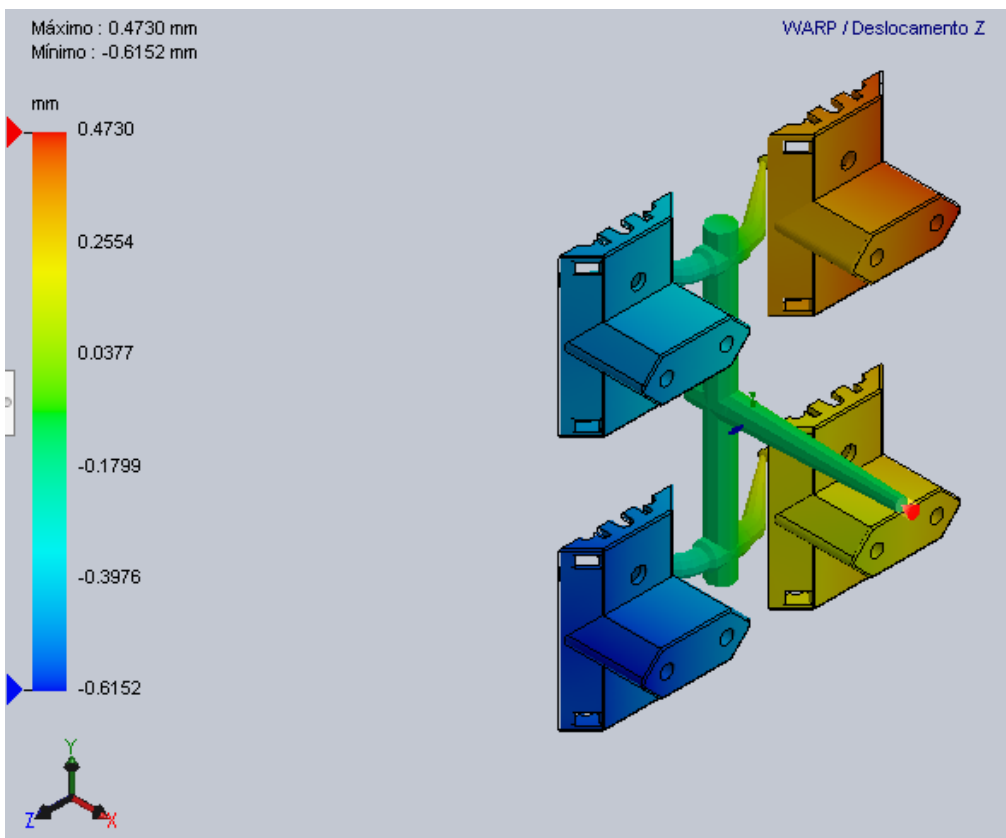 Máximo : 0.4730 mm
Mínimo : -0.6152 mm
WARP / Deslocamento Z
mm
0.4730
0.2554
0.0377
-0.1799
-0.3976
-0.6152
Y
Z
X